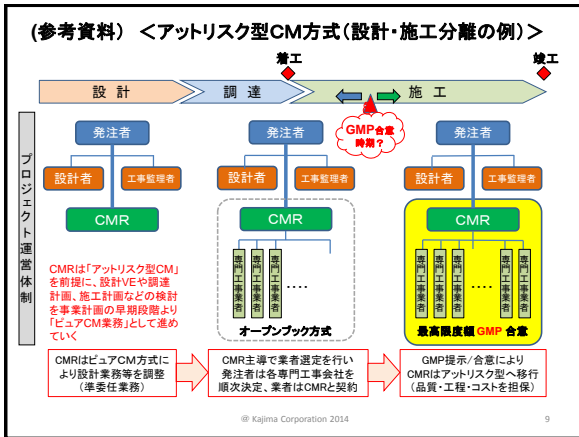 (参考資料) ＜アットリスク型CM方式(設計・施工分離の例)＞
着工
竣工
設 計
調 達
施 工
GMP合意
時期？
プロジェクト運営体制
発注者
設計者
工事監理者
CMR
CMRは「アットリスク型CM」
を前提に、設計VEや調達
計画、施工計画などの検討
を事業計画の早期段階より
「ピュアCM業務」として進め
ていく
発注者
設計者
工事監理者
CMR
専門工事業者
専門工事業者
専門工事業者
‥‥
専門工事業者
オープンブック方式
発注者
設計者
工事監理者
CMR
専門工事業者
専門工事業者
専門工事業者
‥‥
専門工事業者
最高限度額 GMP 合意
CMRはピュアCM方式に
より設計業務等を調整
(準委任業務)
CMR主導で業者選定を行い
発注者は各専門工事会社を
順次決定、業者はCMRと契約
GMP提示/合意により
CMRはアットリスク型へ移行
(品質・工程・コストを担保)
@ Kajima Corporation 2014
9